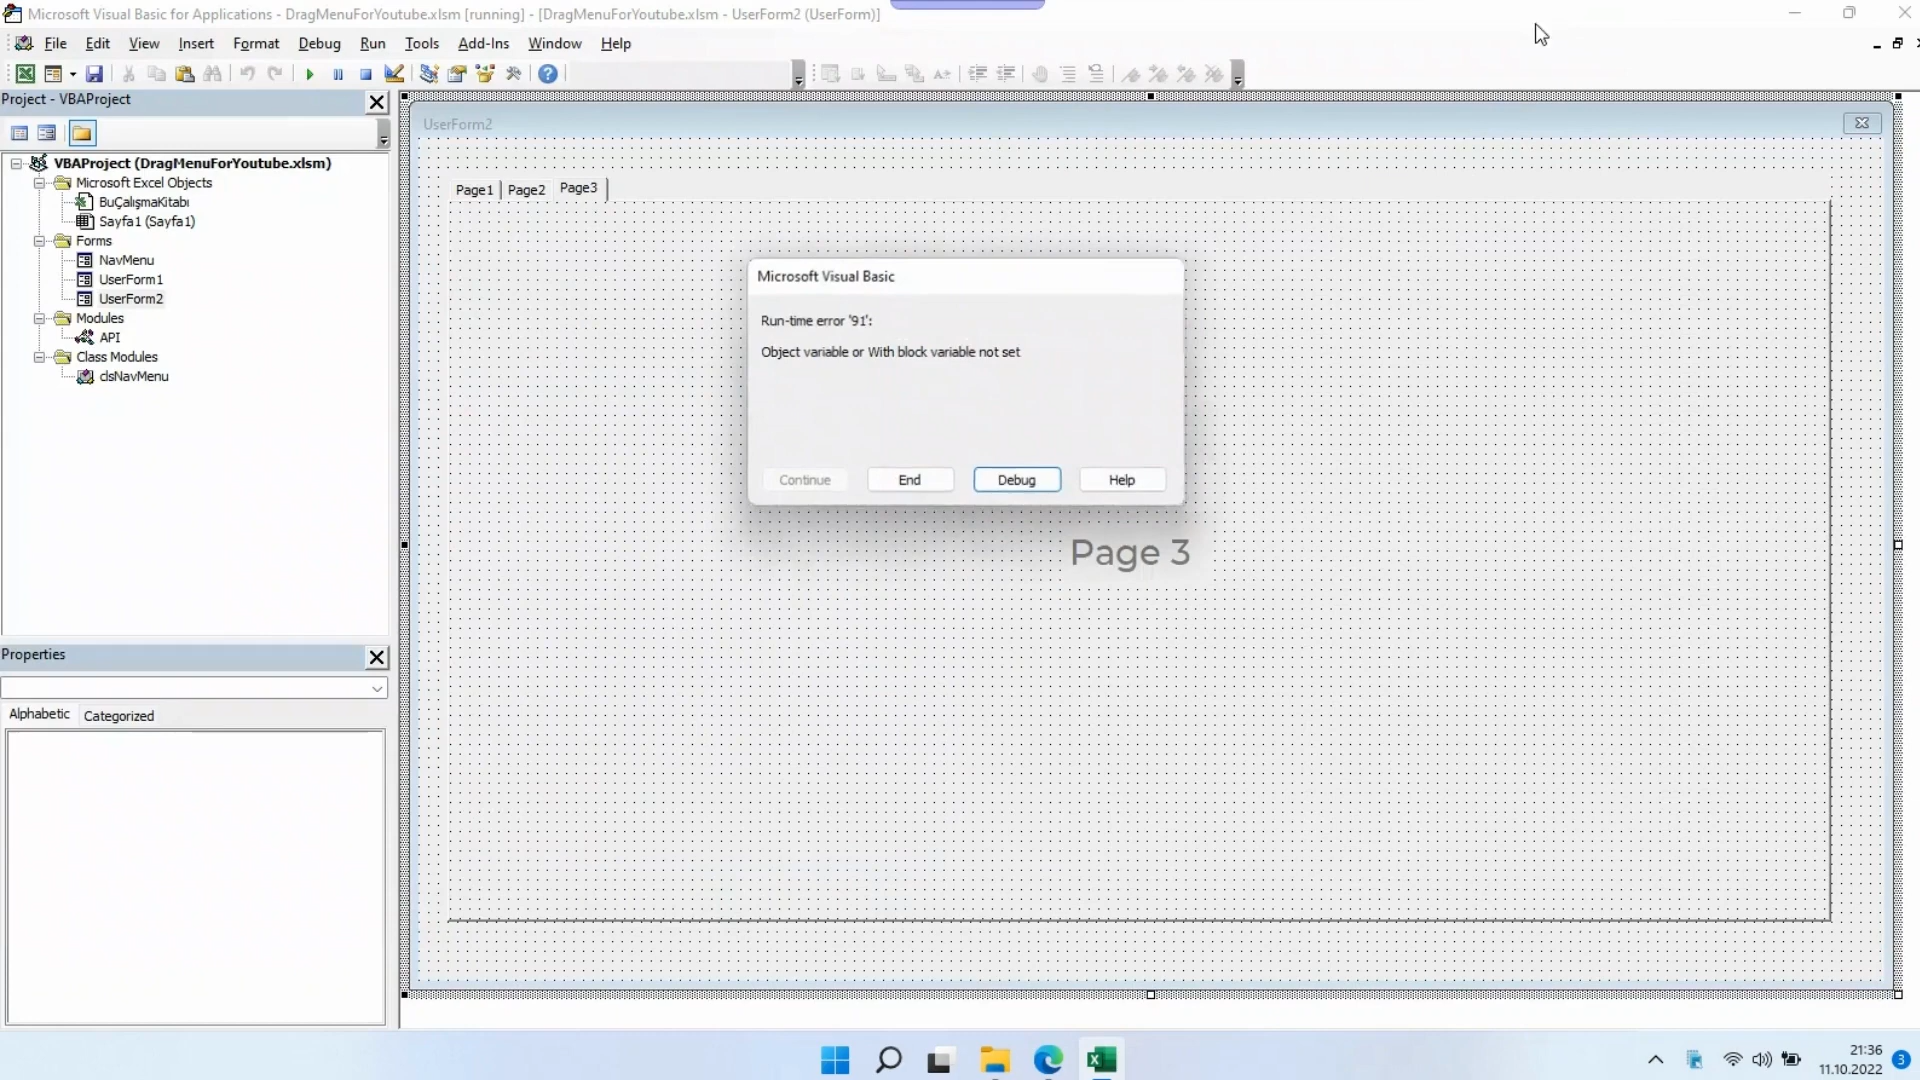 Microsoft Visual Basic for Applications - DragMenuForYoutube.xlsm [running] - [DragMenuForYoutube.xlsm - UserForm2 (UserForm)]
File Edit View Insert Format Debug Run Tools Add-Ins Window Help
Project - VBAProject
VBAProject (DragMenuForYoutube.xlsm)
Microsoft Excel Objects
BuÇalışmaKitabı
Sayfa1 (Sayfa1)
Forms
NavMenu
UserForm1
UserForm2
Modules
API
Class Modules
clsNavMenu
Properties
Alphabetic Categorized
UserForm2
Page1 Page2 Page3
Microsoft Visual Basic
Run-time error '91':
Object variable or With block variable not set
Continue End Debug Help
Page 3
21:36
11.10.2022
3